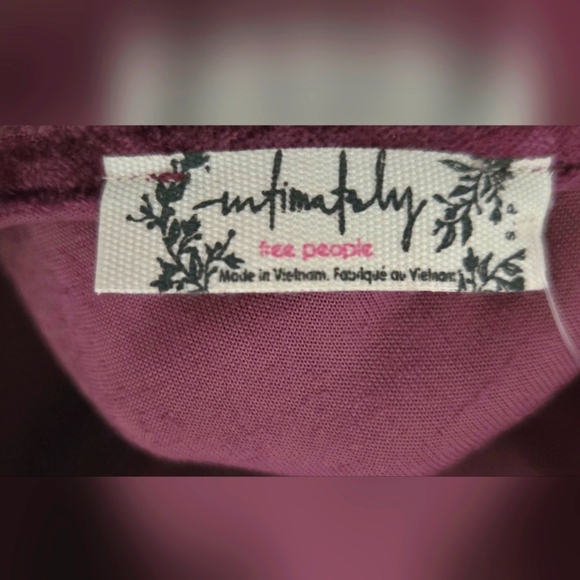 intimately
free people
Made in Vietnam. Fabriqué au Vietnam
S P